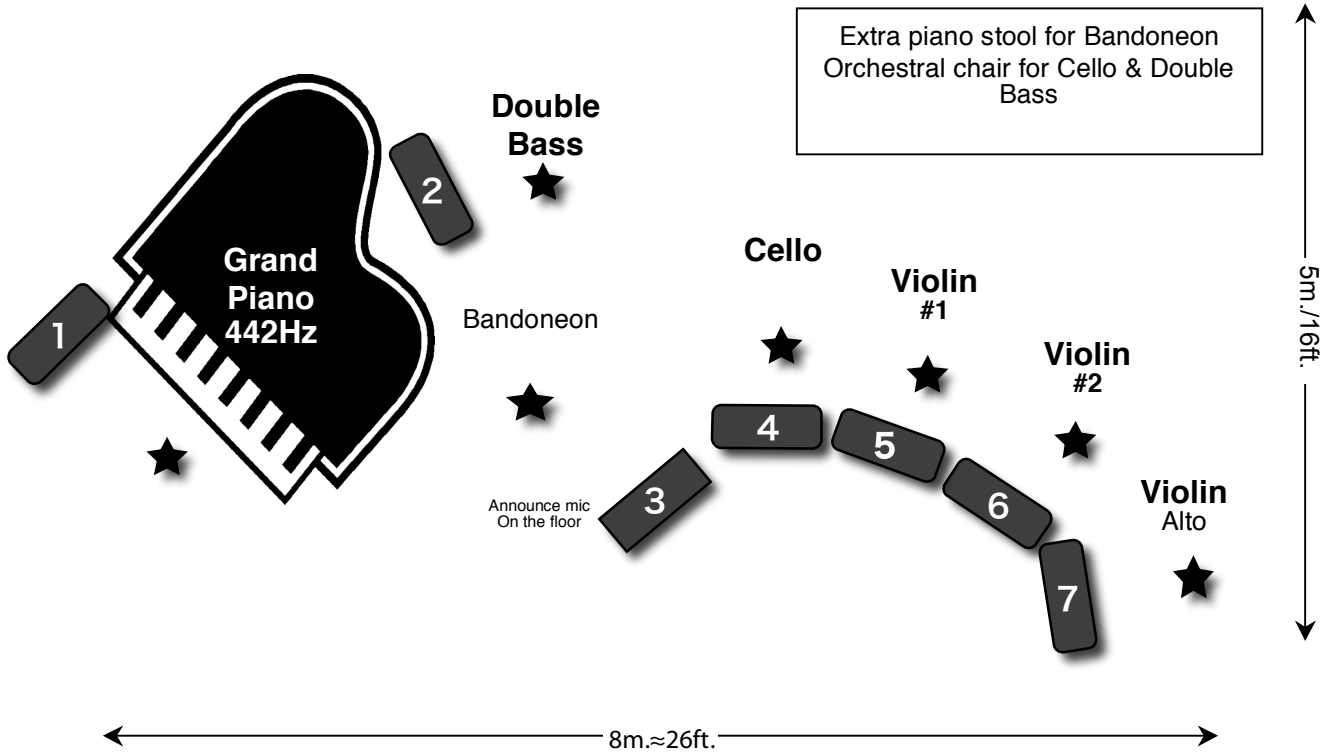 Extra piano stool for Bandoneon
Orchestral chair for Cello & Double
Bass
Double
Bass
2
Grand
Piano
442Hz
1
Bandoneon
Cello
Violin
#1
Violin
#2
Violin
Alto
4
5
6
3
7
Announce mic
On the floor
5m./16ft.
8m.≈26ft.